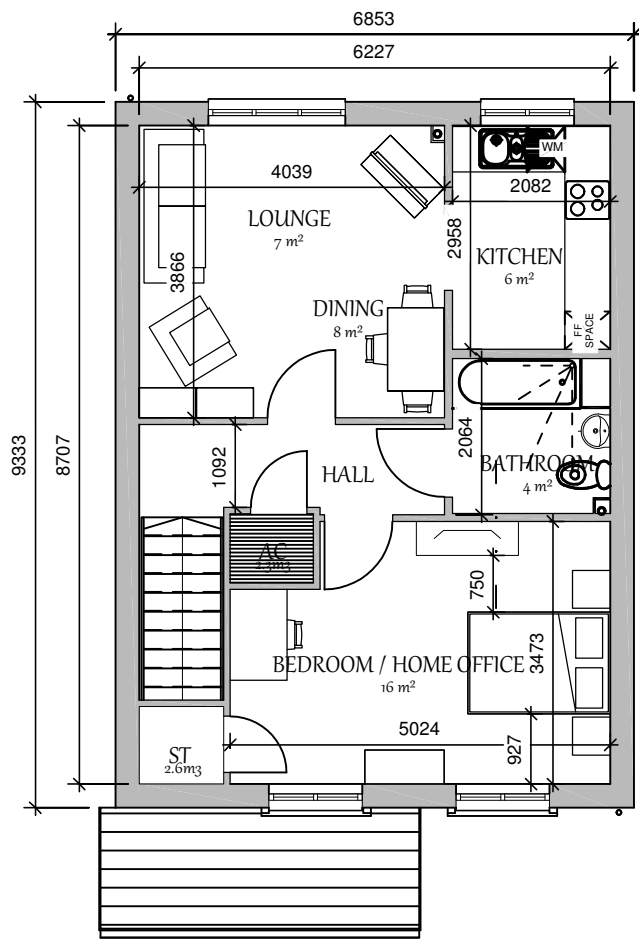 6853
6227
WM
4039
2082
LOUNGE
7 m²
2958
KITCHEN
6 m²
3866
DINING
8 m²
FF
SPACE
9333
8707
2064
1092
HALL
BATHROOM
4 m²
AC
2.3m3
750
3473
BEDROOM / HOME OFFICE
16 m²
5024
927
ST
2.6m3